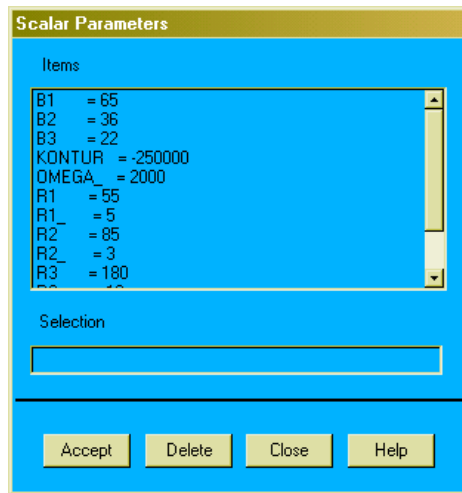 Scalar Parameters
Items
B1 = 65
B2 = 36
B3 = 22
KONTUR = -250000
OMEGA_ = 2000
R1 = 55
R1_ = 5
R2 = 85
R2_ = 3
R3 = 180
Selection
Accept Delete Close Help